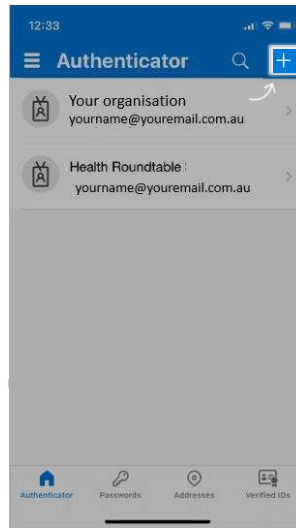 12:33
Authenticator
Your organisation
yourname@youremail.com.au
Health Roundtable
yourname@youremail.com.au
Authenticator
Passwords
Addresses
Verified IDs